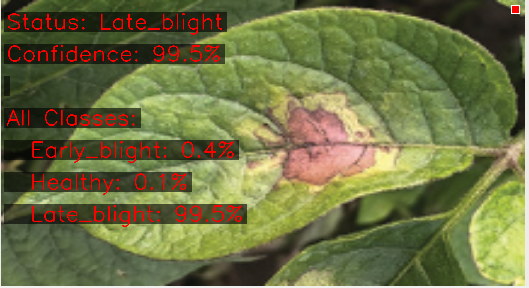 Status: Late_blight
Confidence: 99.5%
All Classes:
Early_blight: 0.4%
Healthy: 0.1%
Late_blight: 99.5%